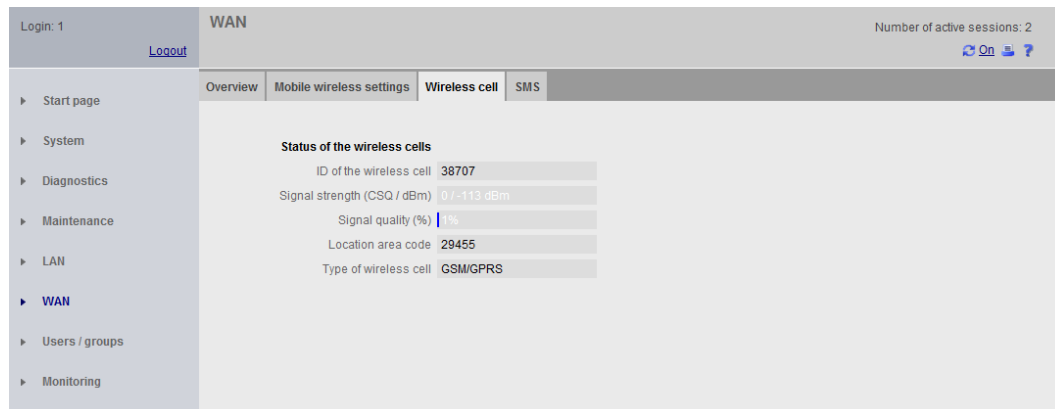 Login: 1
Logout
WAN
Number of active sessions: 2
On ?
Overview Mobile wireless settings Wireless cell SMS
Start page
System
Diagnostics
Maintenance
LAN
WAN
Users / groups
Monitoring
Status of the wireless cells
ID of the wireless cell 38707
Signal strength (CSQ / dBm) 0 / -113 dBm
Signal quality (%) 1%
Location area code 29455
Type of wireless cell GSM/GPRS